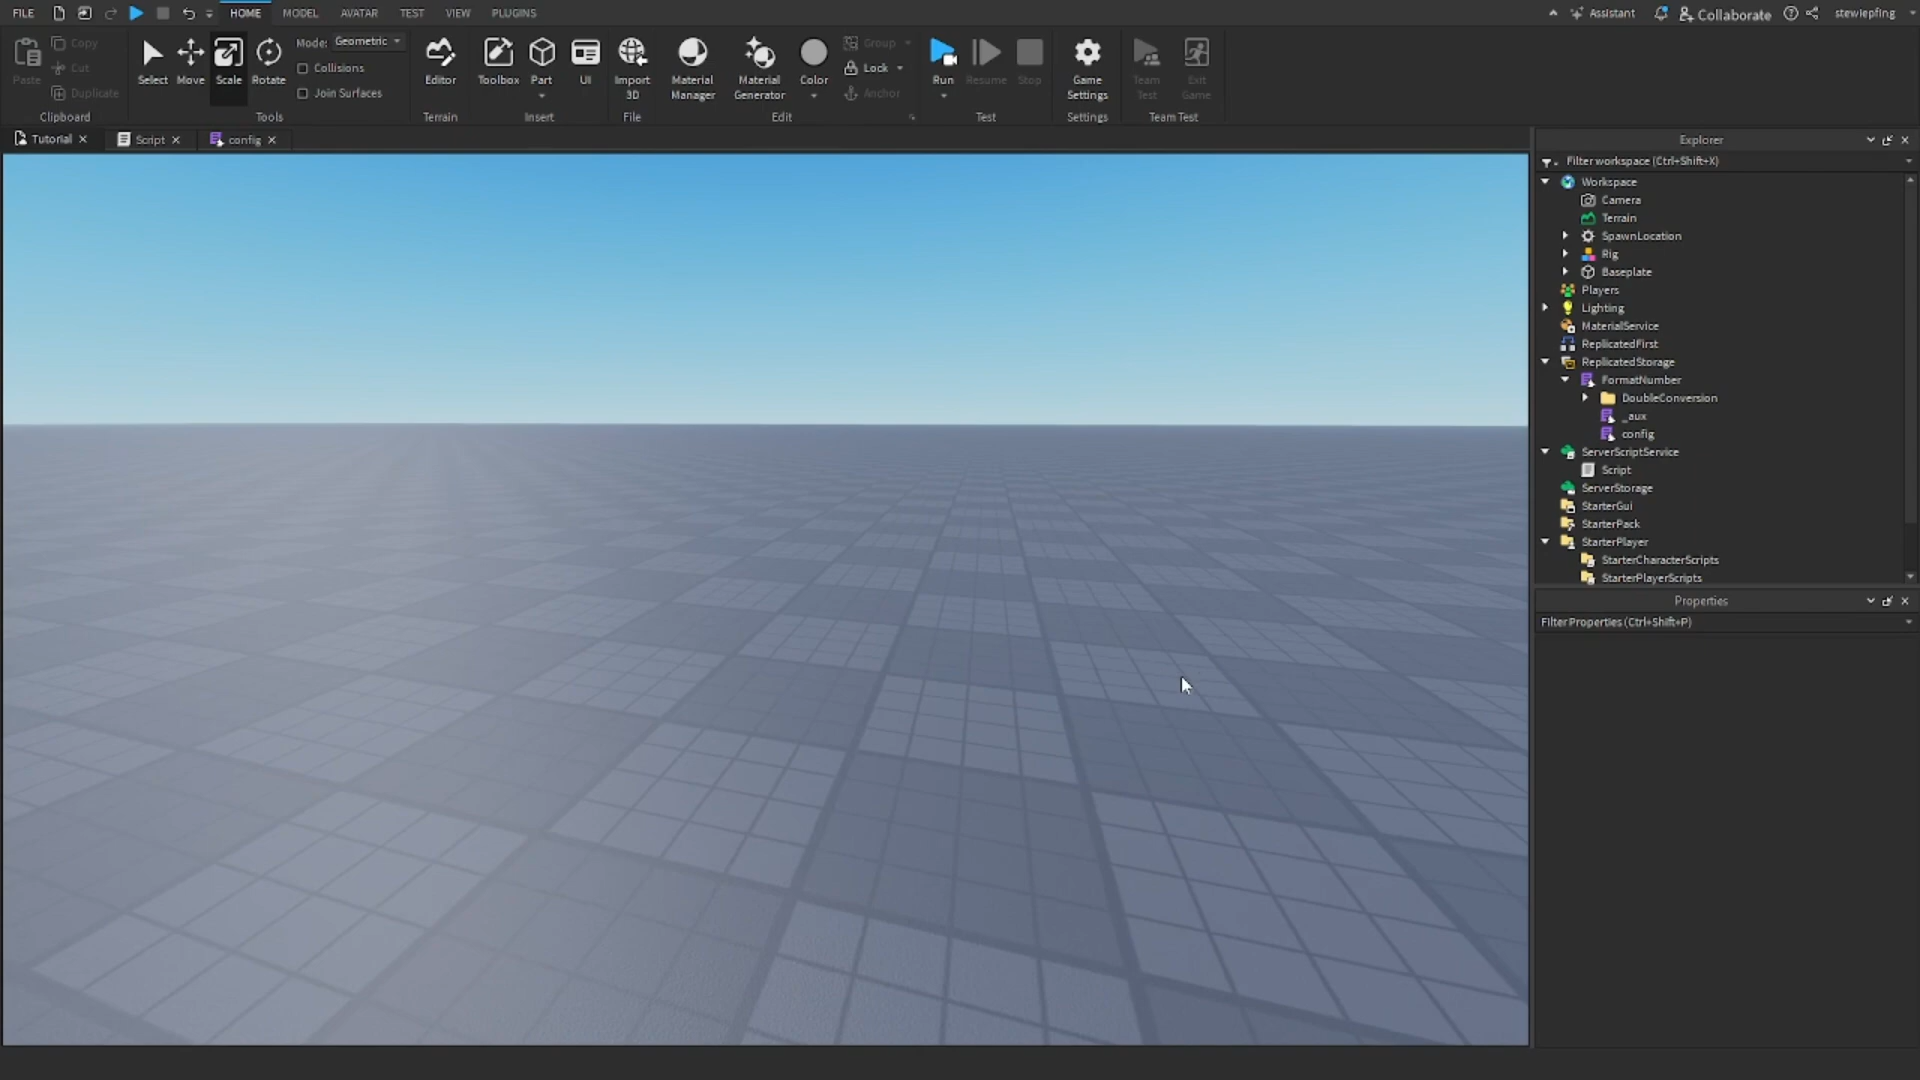 FILE HOME MODEL AVATAR TEST VIEW PLUGINS Assistant Collaborate stewiepfing
Paste
Copy
Cut
Duplicate
Clipboard
Select Move Scale Rotate
Mode: Geometric
Collisions
Join Surfaces
Tools
Editor
Terrain
Toolbox Part UI
Insert
Import
3D
File
Material
Manager
Material
Generator
Color
Group
Lock
Anchor
Edit
Run Resume Stop
Test
Game
Settings
Settings
Team
Test
Exit
Game
Team Test
Tutorial Script config
Explorer
Filter workspace (Ctrl+Shift+X)
Workspace
Camera
Terrain
SpawnLocation
Rig
Baseplate
Players
Lighting
MaterialService
ReplicatedFirst
ReplicatedStorage
FormatNumber
DoubleConversion
_aux
config
ServerScriptService
Script
ServerStorage
StarterGui
StarterPack
StarterPlayer
StarterCharacterScripts
StarterPlayerScripts
Properties
Filter Properties (Ctrl+Shift+P)